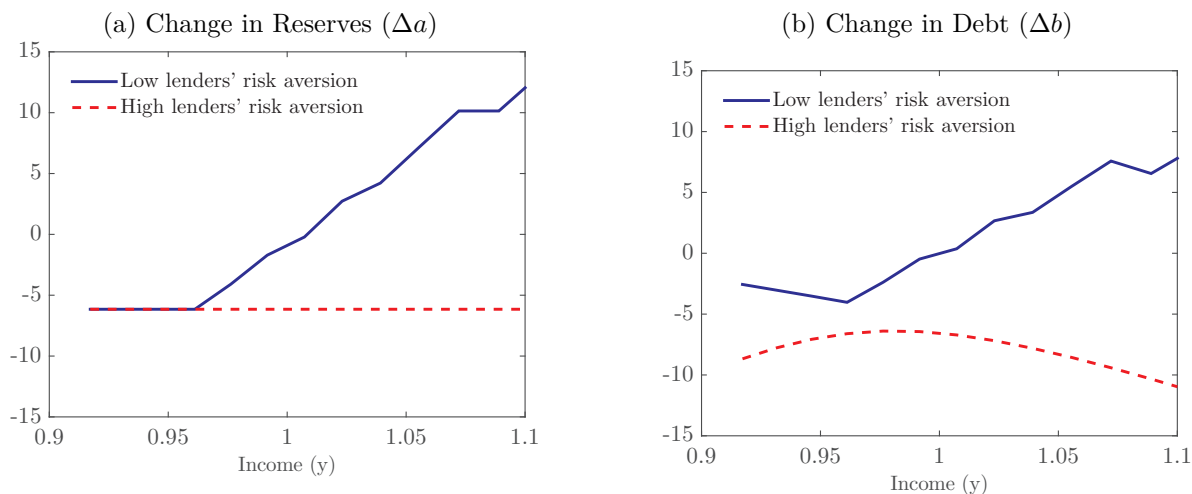 (a) Change in Reserves (Δa)
15
10
5
0
-5
-10
-15
0.9 0.95 1 1.05 1.1
Income (y)
Low lenders' risk aversion
High lenders' risk aversion
(b) Change in Debt (Δb)
15
10
5
0
-5
-10
-15
0.9 0.95 1 1.05 1.1
Income (y)
Low lenders' risk aversion
High lenders' risk aversion